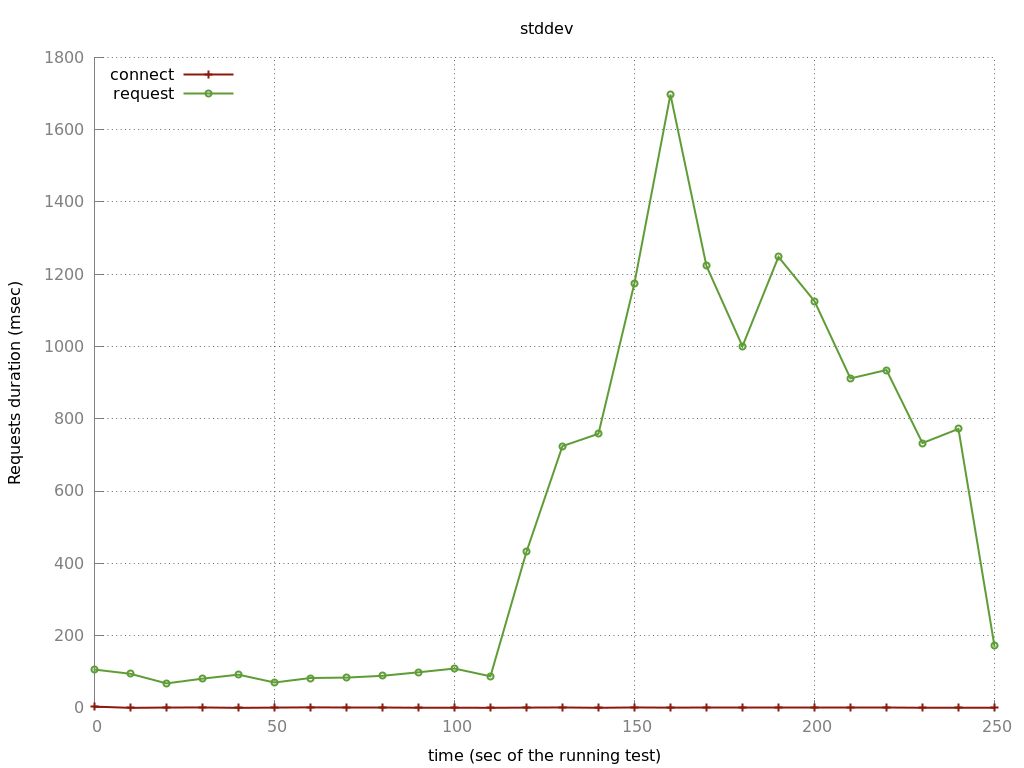 stddev
connect
request
1800
1600
1400
1200
1000
800
600
400
200
0
0 50 100 150 200 250
Requests duration (msec)
time (sec of the running test)